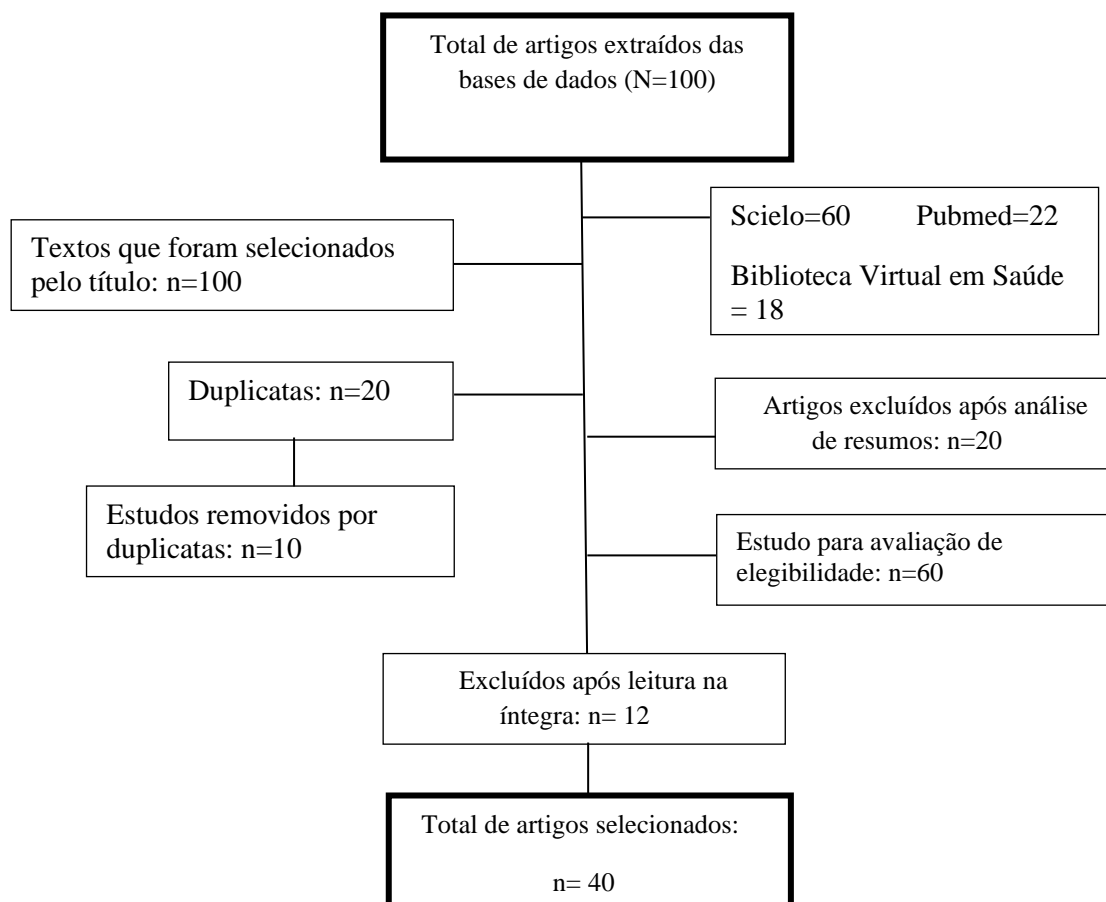 Total de artigos extraídos das
bases de dados (N=100)
Scielo=60 Pubmed=22
Biblioteca Virtual em Saúde
= 18
Textos que foram selecionados
pelo título: n=100
Duplicatas: n=20
Artigos excluídos após análise
de resumos: n=20
Estudos removidos por
duplicatas: n=10
Estudo para avaliação de
elegibilidade: n=60
Excluídos após leitura na
íntegra: n= 12
Total de artigos selecionados:
n= 40